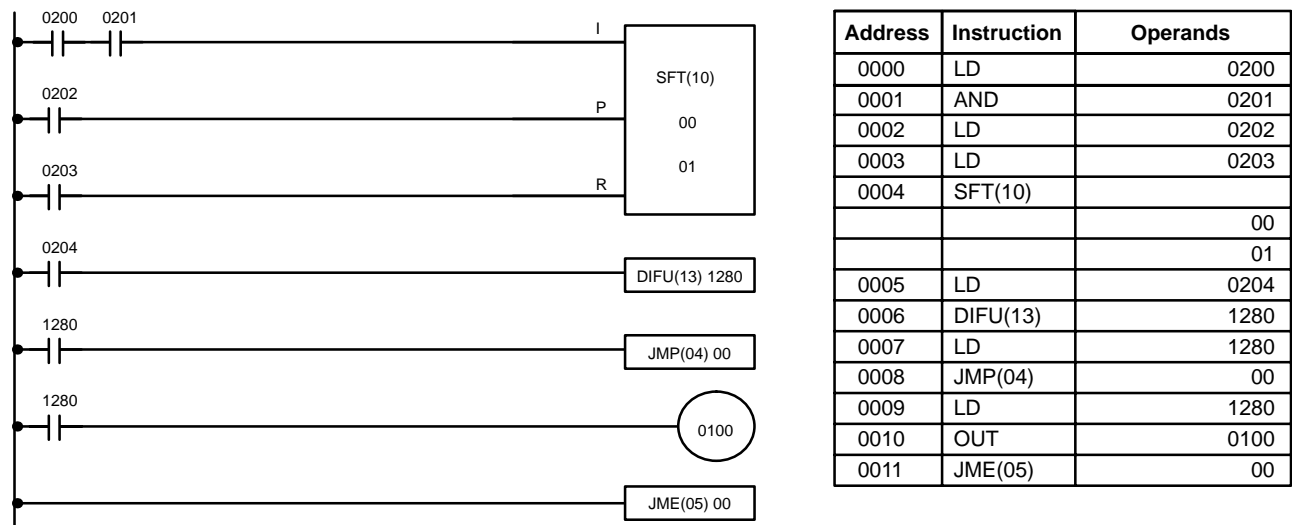 0200 0201
I
SFT(10)
0202
P
00
01
0203
R
0204
DIFU(13) 1280
1280
JMP(04) 00
1280
0100
JME(05) 00
Address Instruction Operands
0000 LD 0200
0001 AND 0201
0002 LD 0202
0003 LD 0203
0004 SFT(10)
00
01
0005 LD 0204
0006 DIFU(13) 1280
0007 LD 1280
0008 JMP(04) 00
0009 LD 1280
0010 OUT 0100
0011 JME(05) 00